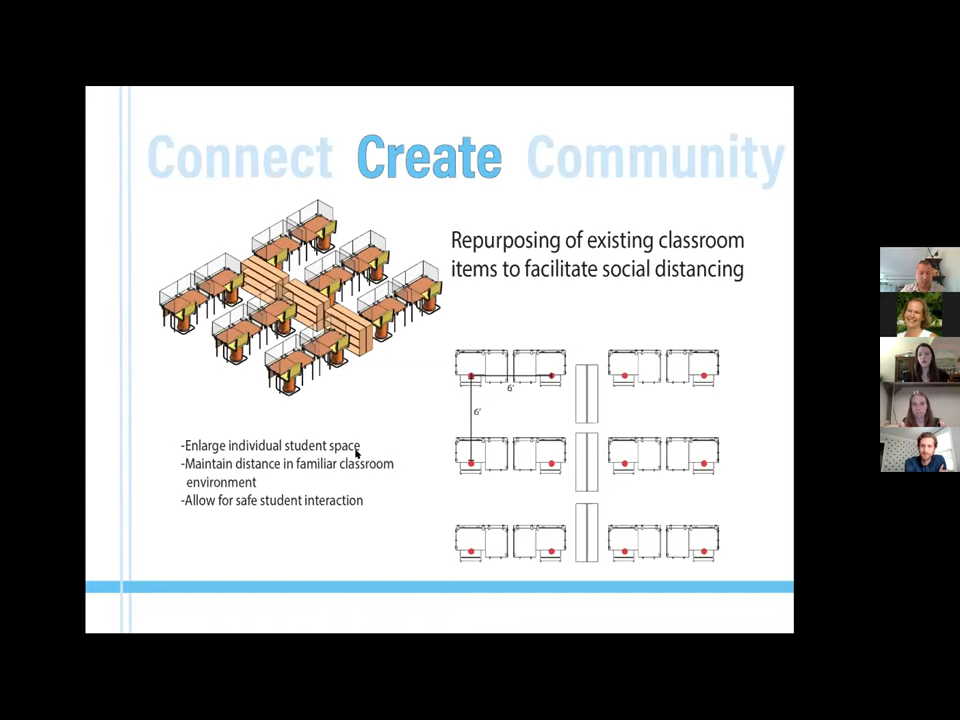 Connect Create Community
Repurposing of existing classroom
items to facilitate social distancing
6'
6'
-Enlarge individual student space
-Maintain distance in familiar classroom
environment
-Allow for safe student interaction